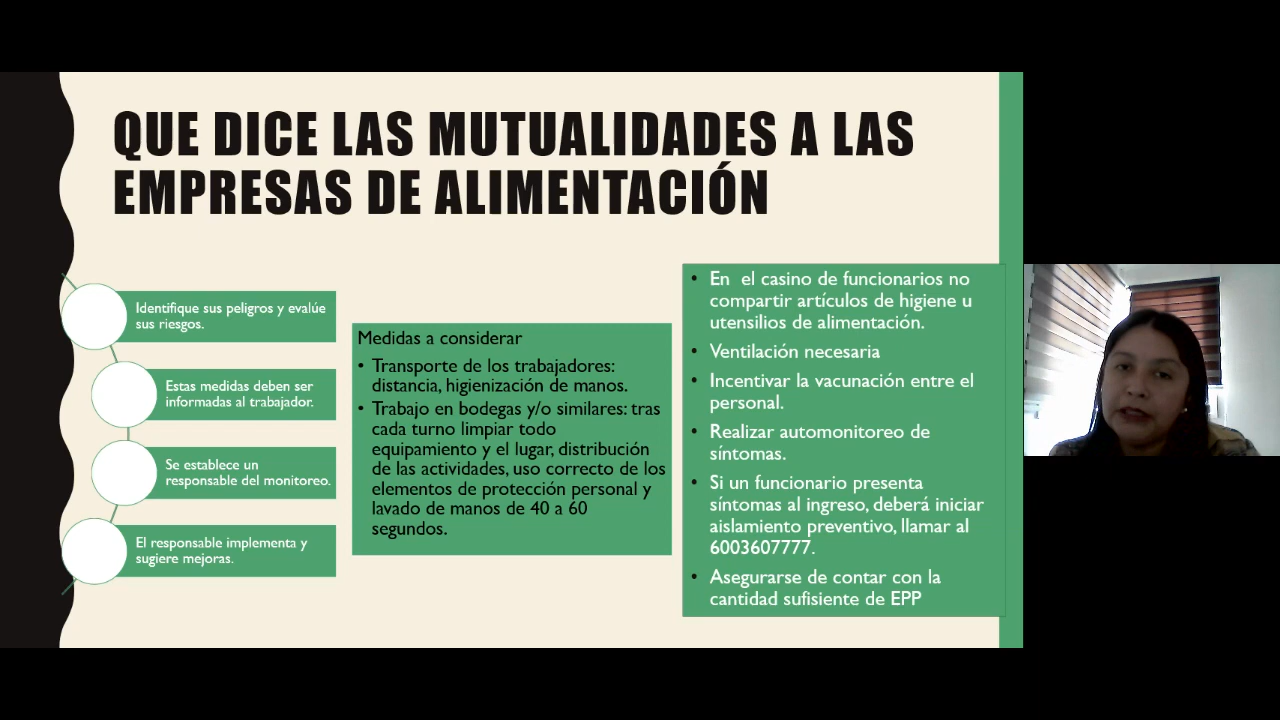 QUE DICE LAS MUTUALIDADES A LAS
EMPRESAS DE ALIMENTACIÓN
Identifique sus peligros y evalúe
sus riesgos.
Estas medidas deben ser
informadas al trabajador.
Se establece un
responsable del monitoreo.
El responsable implementa y
sugiere mejoras.
Medidas a considerar
• Transporte de los trabajadores:
distancia, higienización de manos.
• Trabajo en bodegas y/o similares: tras
cada turno limpiar todo
equipamiento y el lugar, distribución
de las actividades, uso correcto de los
elementos de protección personal y
lavado de manos de 40 a 60
segundos.
• En el casino de funcionarios no
compartir artículos de higiene u
utensilios de alimentación.
• Ventilación necesaria
• Incentivar la vacunación entre el
personal.
• Realizar automonitoreo de
síntomas.
• Si un funcionario presenta
síntomas al ingreso, deberá iniciar
aislamiento preventivo, llamar al
6003607777.
• Asegurarse de contar con la
cantidad sufisiente de EPP